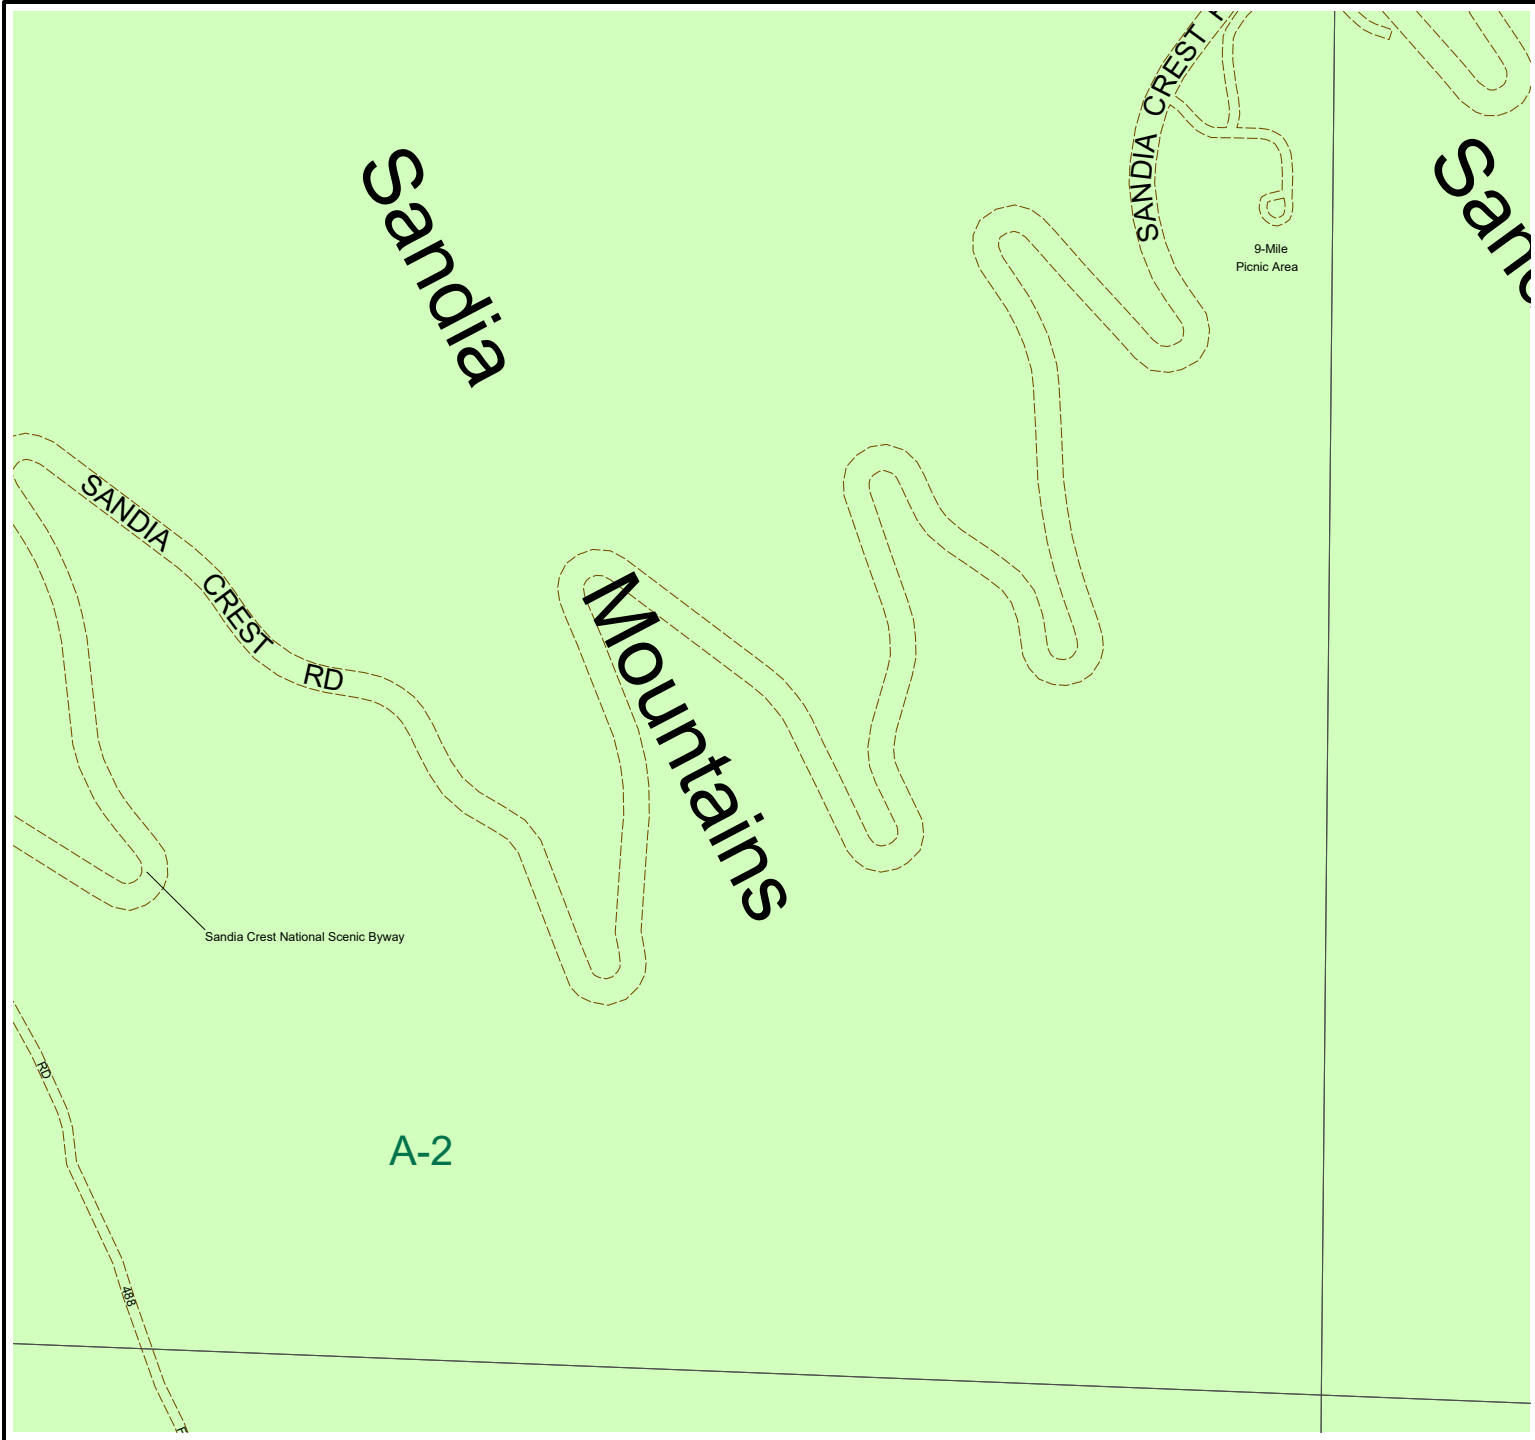 SANDIA CREST
Sandia
Sand
9-Mile
Picnic Area
SANDIA CREST RD
Mountains
Sandia Crest National Scenic Byway
RD
A-2
488